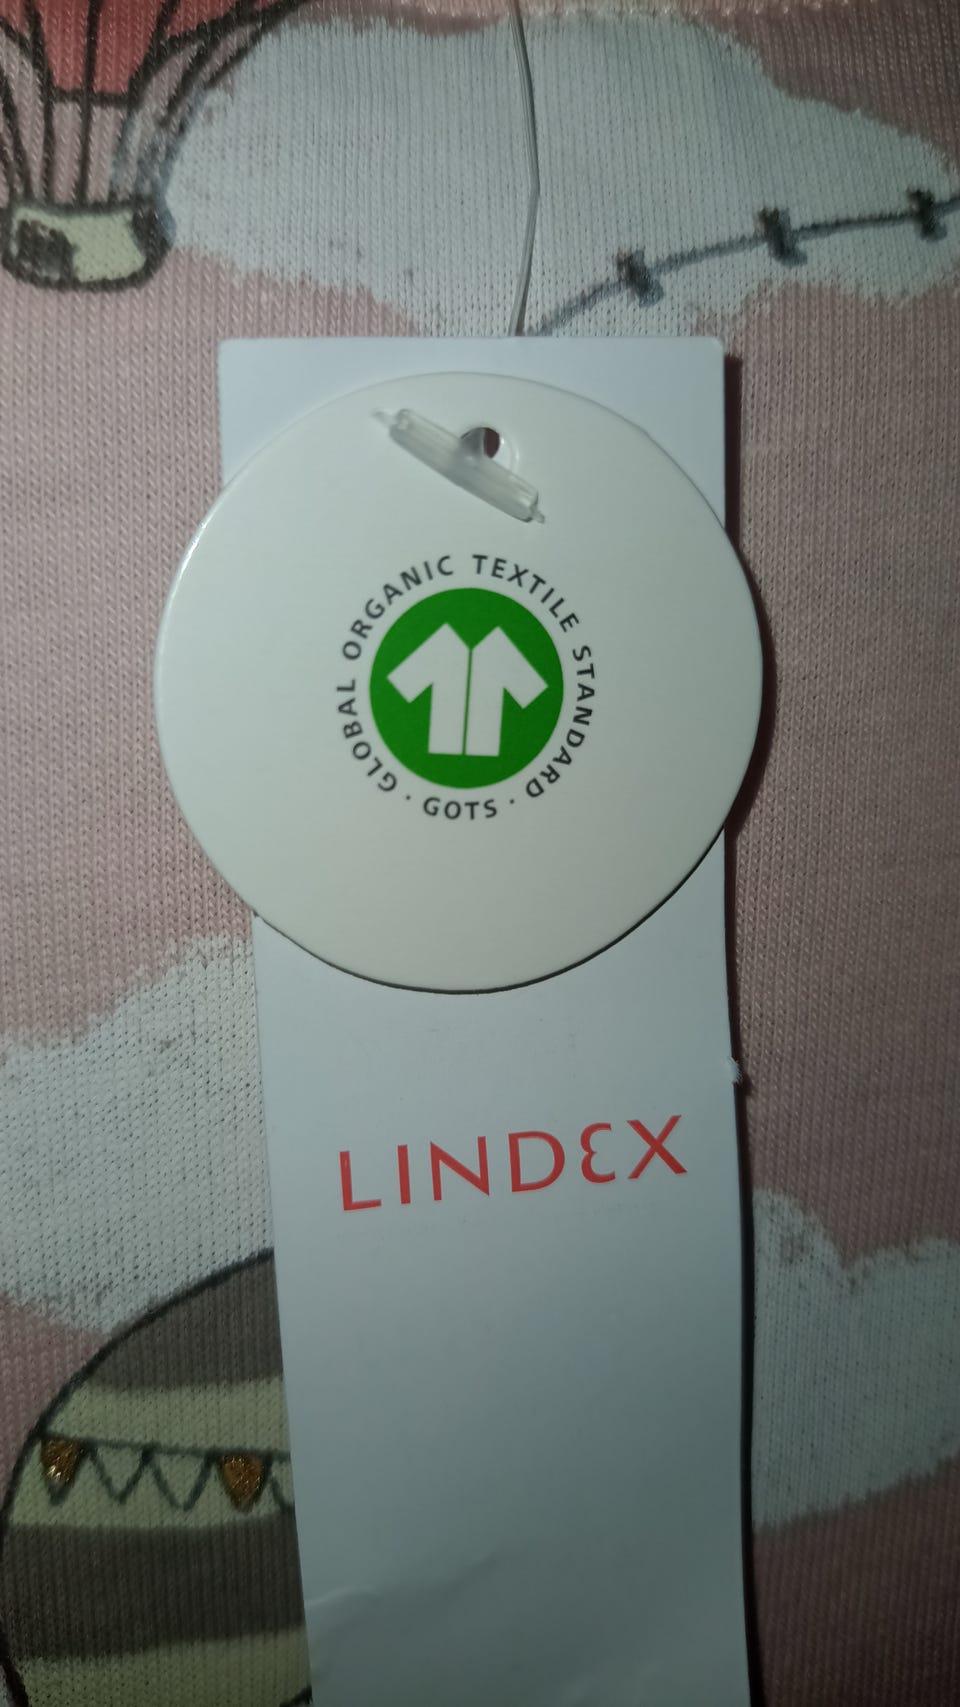 GLOBAL ORGANIC TEXTILE STANDARD · GOTS ·
LINDEX